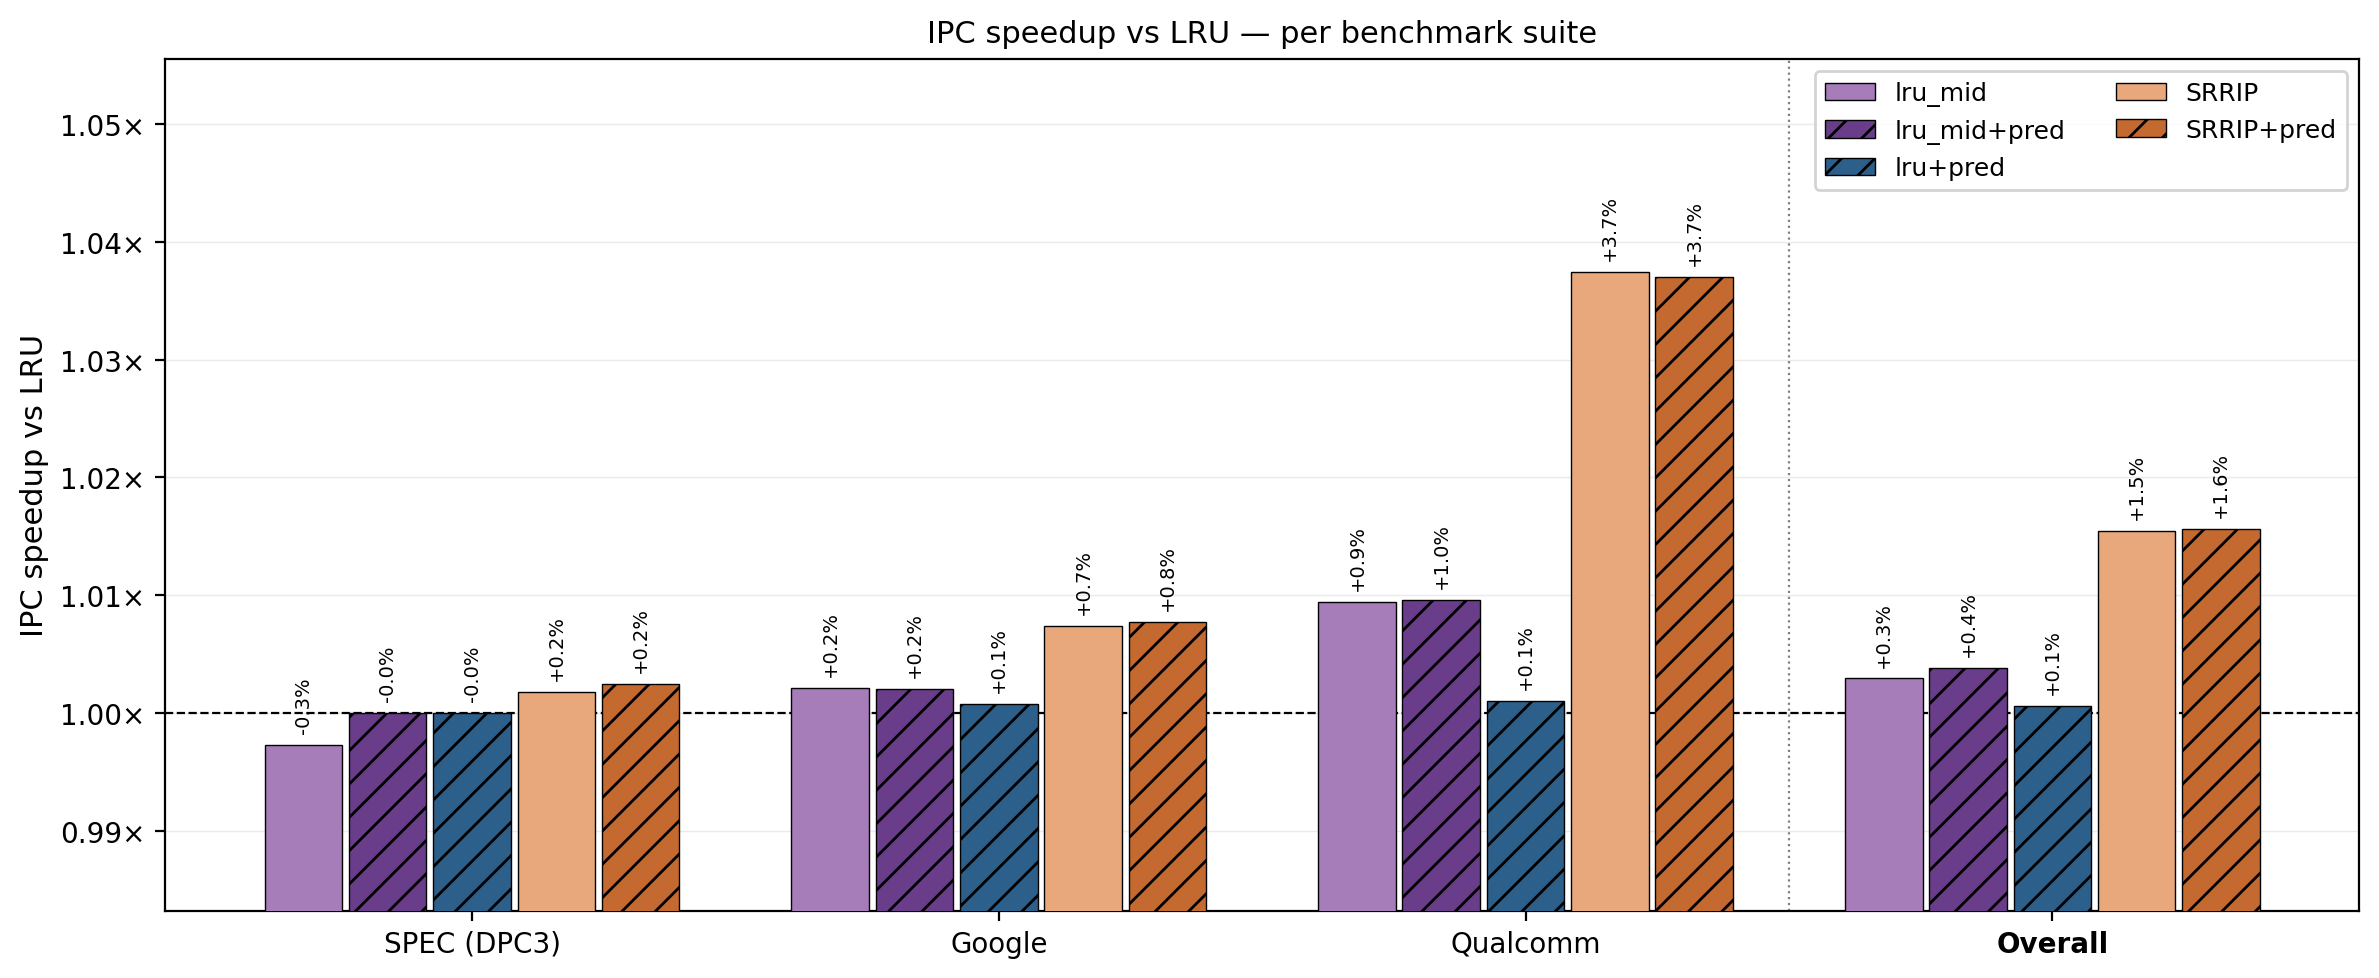 IPC speedup vs LRU — per benchmark suite
IPC speedup vs LRU
1.05×
1.04×
1.03×
1.02×
1.01×
1.00×
0.99×
lru_mid
lru_mid+pred
lru+pred
SRRIP
SRRIP+pred
-0.3%
-0.0%
-0.0%
+0.2%
+0.2%
+0.2%
+0.2%
+0.1%
+0.7%
+0.8%
+0.9%
+1.0%
+0.1%
+3.7%
+3.7%
+0.3%
+0.4%
+0.1%
+1.5%
+1.6%
SPEC (DPC3)
Google
Qualcomm
Overall